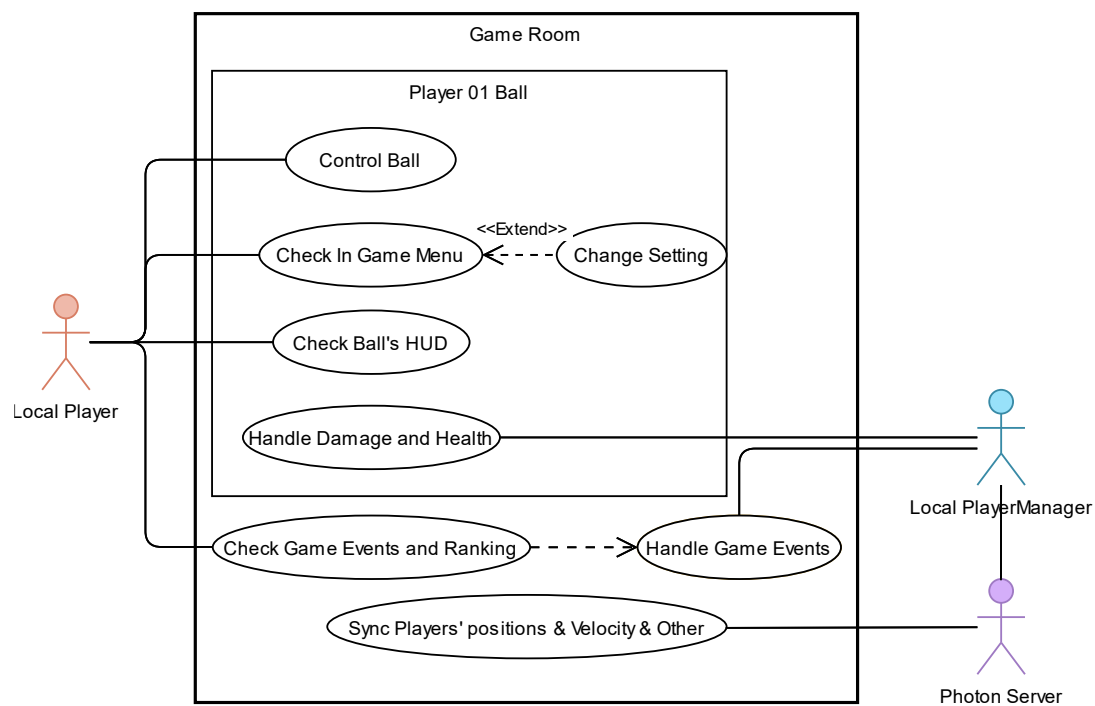 Game Room
Player 01 Ball
Control Ball
<<Extend>>
Check In Game Menu
Change Setting
Check Ball's HUD
Local Player
Handle Damage and Health
Local PlayerManager
Check Game Events and Ranking
Handle Game Events
Sync Players' positions & Velocity & Other
Photon Server